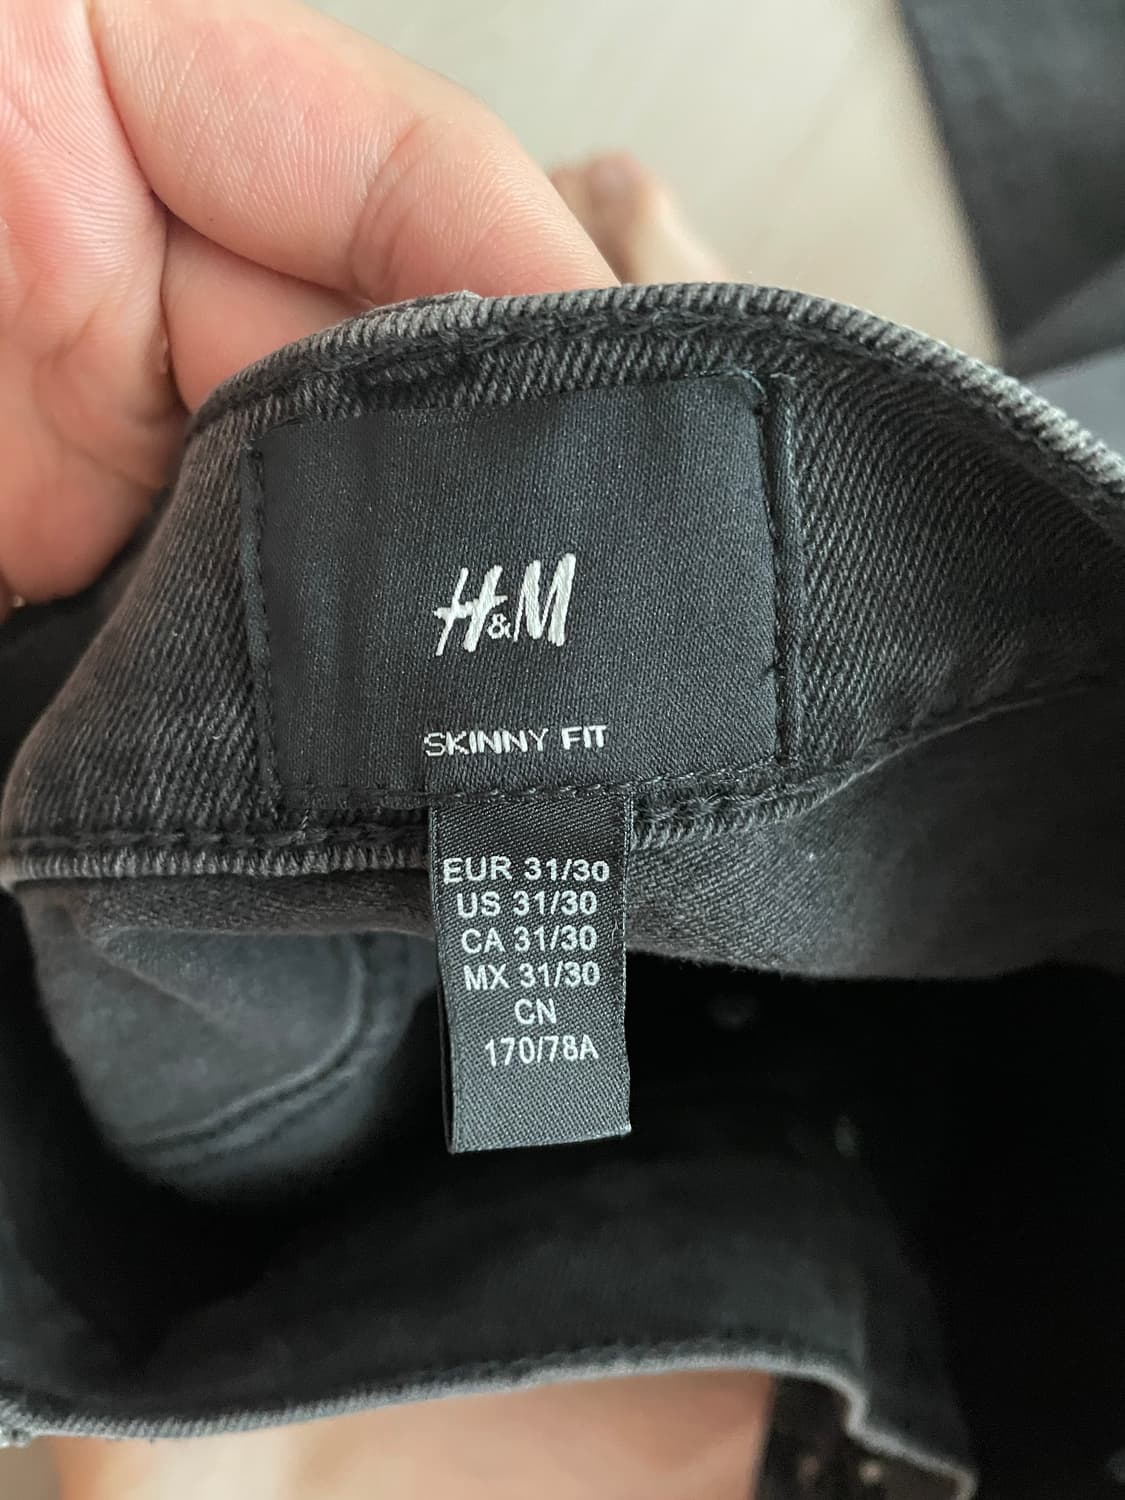 H&M
SKINNY FIT
EUR 31/30
US 31/30
CA 31/30
MX 31/30
CN
170/78A